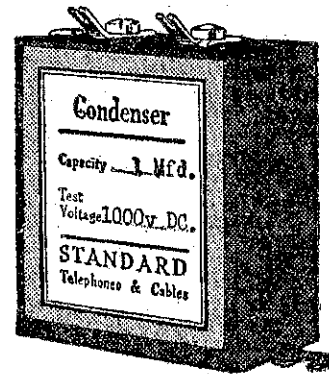 Condenser
Capacity 1 Mfd.
Test
Voltage 1000v DC.
STANDARD
Telephones & Cables